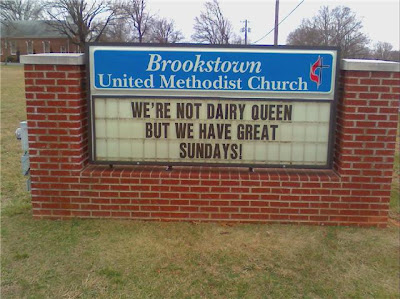 Brookstown
United Methodist Church
WE'RE NOT DAIRY QUEEN
BUT WE HAVE GREAT
SUNDAYS!